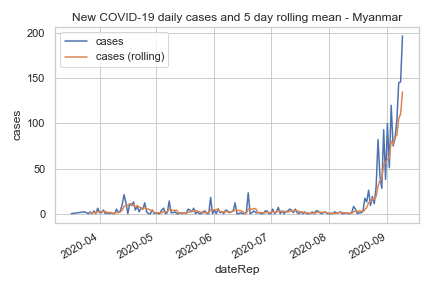 New COVID-19 daily cases and 5 day rolling mean - Myanmar
cases
cases (rolling)
200
150
100
50
0
cases
2020-04
2020-05
2020-06
2020-07
2020-08
2020-09
dateRep